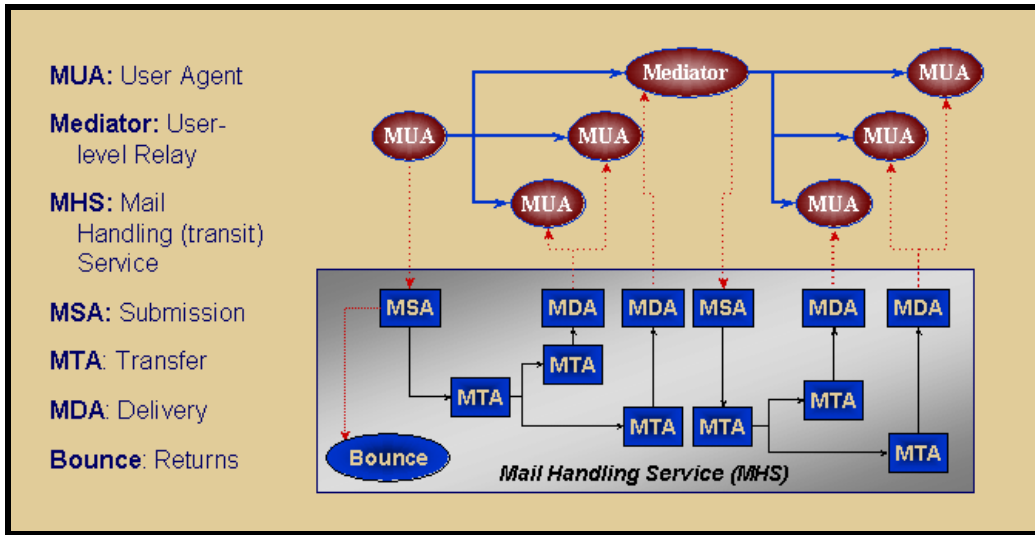 MUA: User Agent
Mediator: User-
level Relay
MHS: Mail
Handling (transit)
Service
MSA: Submission
MTA: Transfer
MDA: Delivery
Bounce: Returns
Mediator
MUA
MUA
MUA
MUA
MUA
MUA
MSA
MDA
MDA
MSA
MDA
MDA
MTA
MTA
MTA
MTA
MTA
MTA
Bounce
Mail Handling Service (MHS)